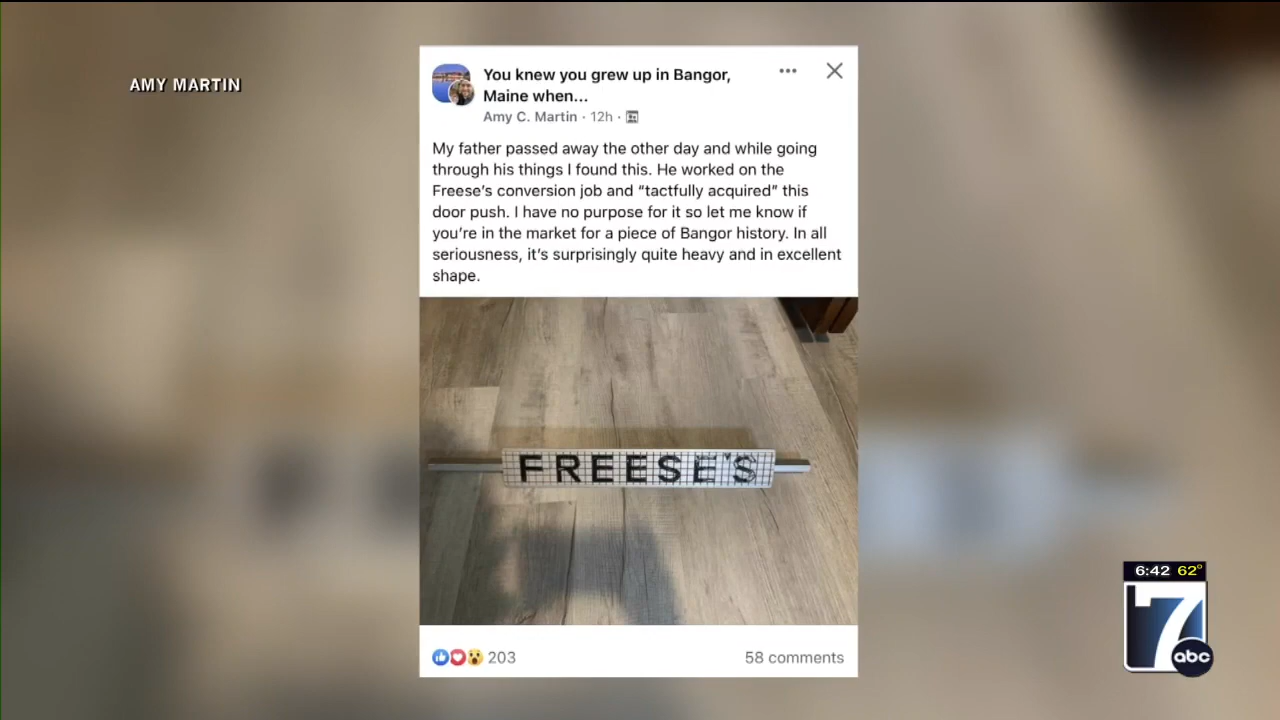 AMY MARTIN
You knew you grew up in Bangor,
Maine when...
Amy C. Martin · 12h ·
My father passed away the other day and while going
through his things I found this. He worked on the
Freese's conversion job and “tactfully acquired” this
door push. I have no purpose for it so let me know if
you're in the market for a piece of Bangor history. In all
seriousness, it's surprisingly quite heavy and in excellent
shape.
FREESE'S
203
58 comments
6:42 62°
7
abc